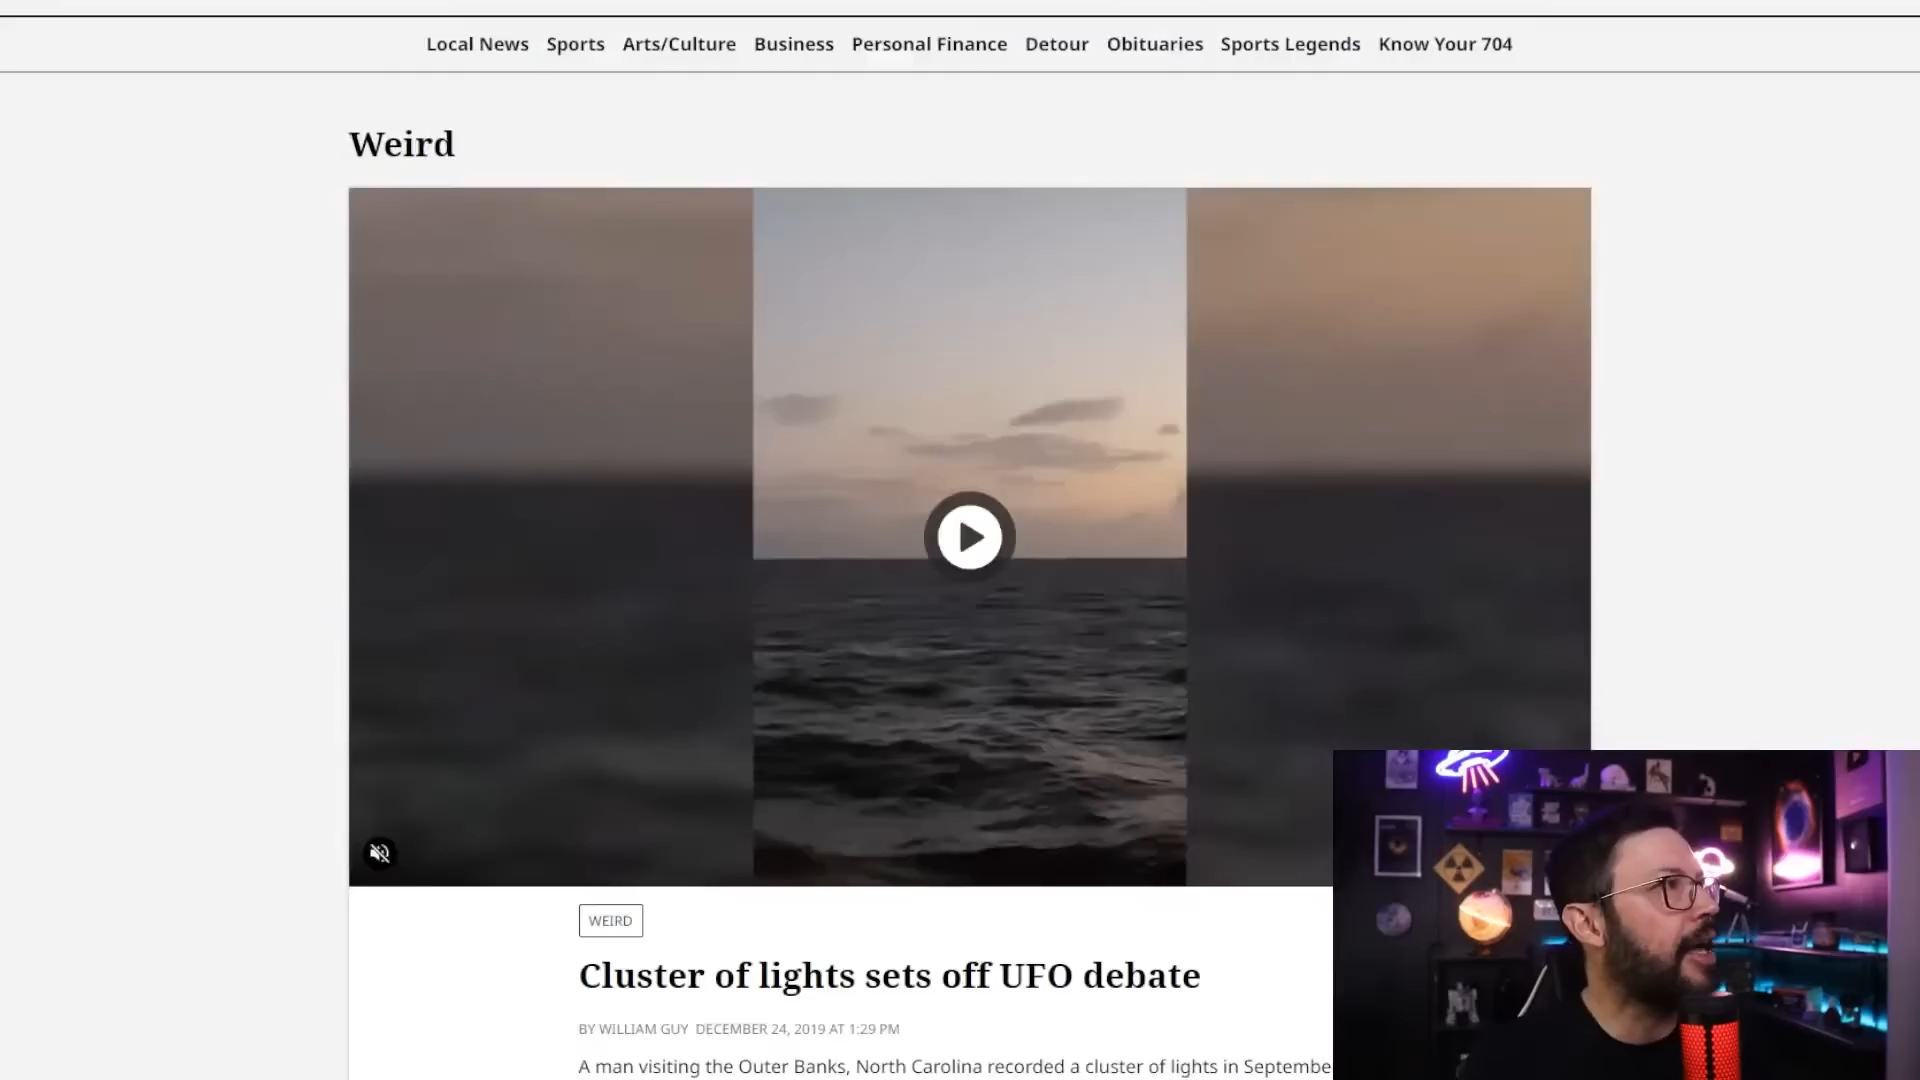 Local News Sports Arts/Culture Business Personal Finance Detour Obituaries Sports Legends Know Your 704
Weird
WEIRD
Cluster of lights sets off UFO debate
BY WILLIAM GUY DECEMBER 24, 2019 AT 1:29 PM
A man visiting the Outer Banks, North Carolina recorded a cluster of lights in Septembe